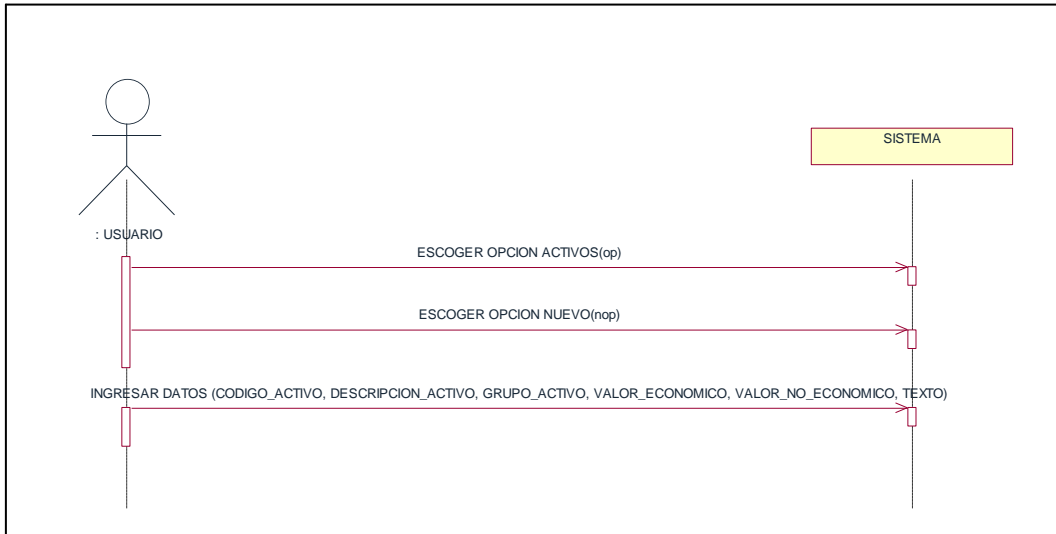 SISTEMA
: USUARIO
ESCOGER OPCION ACTIVOS(op)
ESCOGER OPCION NUEVO(nop)
INGRESAR DATOS (CODIGO_ACTIVO, DESCRIPCION_ACTIVO, GRUPO_ACTIVO, VALOR_ECONOMICO, VALOR_NO_ECONOMICO, TEXTO)